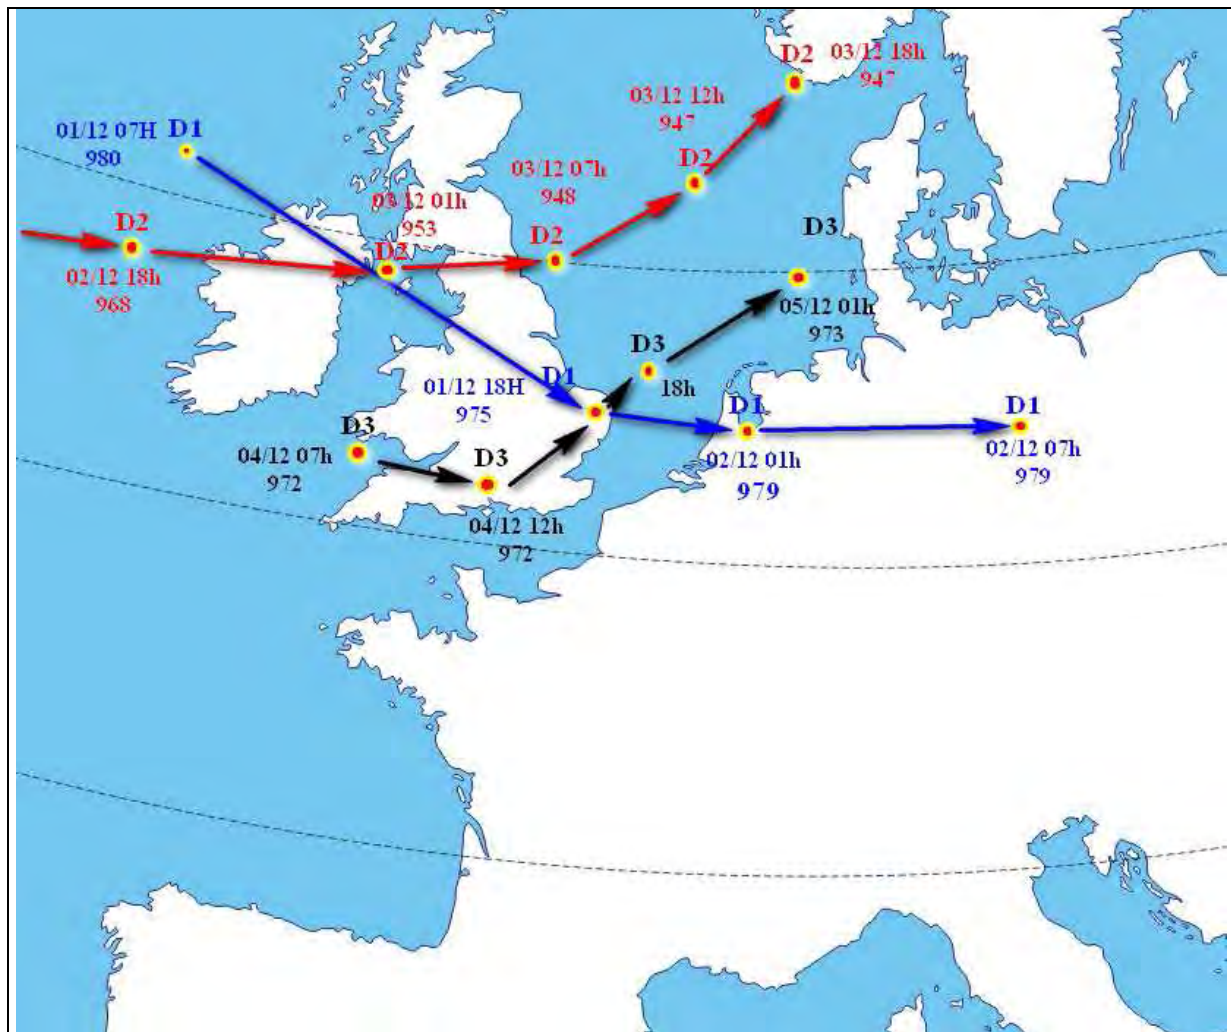 D2
03/12 18h
947
03/12 12h
947
D2
01/12 07H
D1
980
03/12 07h
948
D2
03/12 01h
953
D2
D2
02/12 18h
968
D3
05/12 01h
973
D3
18h
01/12 18H
D1
975
D1
02/12 01h
979
D1
02/12 07h
979
D3
04/12 07h
972
D3
04/12 12h
972